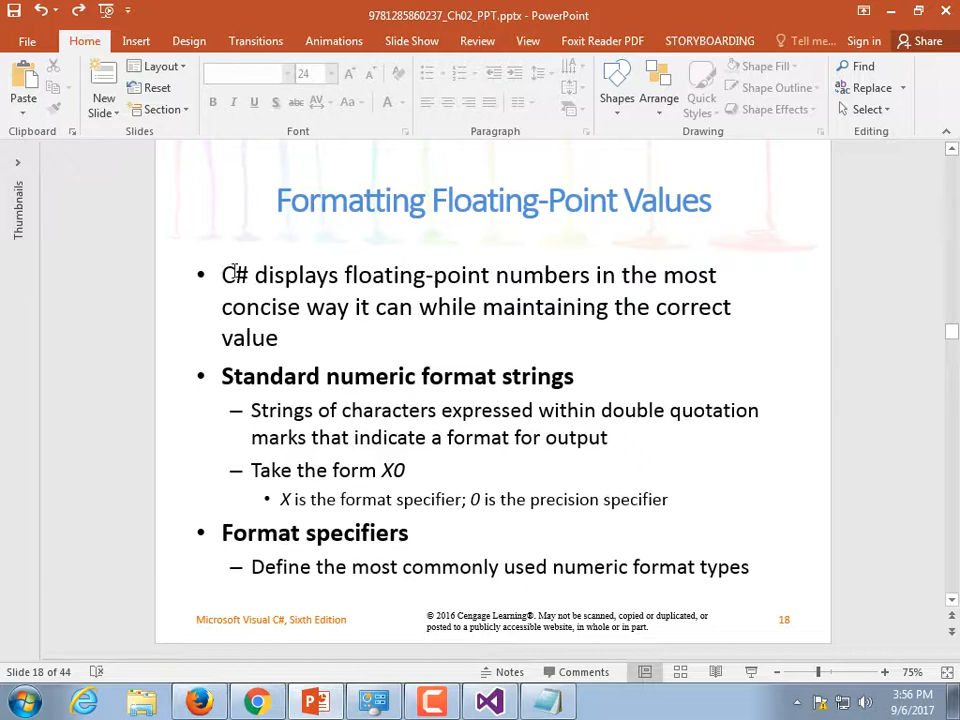 9781285860237_Ch02_PPT.pptx - PowerPoint
File Home Insert Design Transitions Animations Slide Show Review View Foxit Reader PDF STORYBOARDING Tell me... Sign in Share
Paste
New Slide
Layout
Reset
Section
24
B I U S abc AV Aa A
Shapes Arrange Quick Styles
Shape Fill
Shape Outline
Shape Effects
Find
Replace
Select
Clipboard Slides Font Paragraph Drawing Editing
Thumbnails
Formatting Floating-Point Values
• C# displays floating-point numbers in the most
concise way it can while maintaining the correct
value
• Standard numeric format strings
– Strings of characters expressed within double quotation
marks that indicate a format for output
– Take the form X0
• X is the format specifier; 0 is the precision specifier
• Format specifiers
– Define the most commonly used numeric format types
Microsoft Visual C#, Sixth Edition
© 2016 Cengage Learning®. May not be scanned, copied or duplicated, or
posted to a publicly accessible website, in whole or in part.
18
Slide 18 of 44 Notes Comments 75%
3:56 PM
9/6/2017